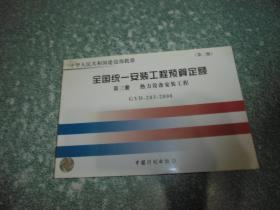 中华人民共和国建设部批准
（第二版）
全国统一安装工程预算定额
第三册 热力设备安装工程
GYD-203-2000
中国计划出版社